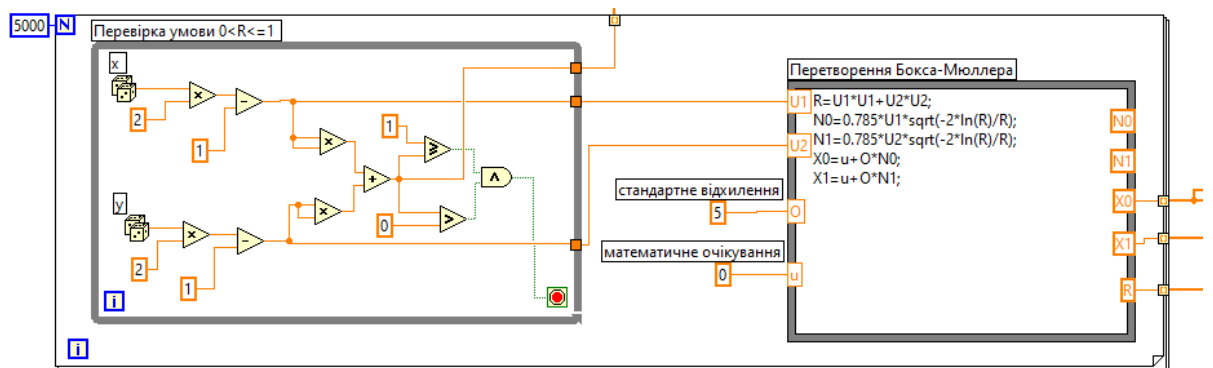 5000
N
Перевірка умови 0<R<=1
x
2
1
1
0
y
2
1
i
i
Перетворення Бокса-Мюллера
U1
U2
O
u
R=U1*U1+U2*U2;
N0=0.785*U1*sqrt(-2*ln(R)/R);
N1=0.785*U2*sqrt(-2*ln(R)/R);
X0=u+O*N0;
X1=u+O*N1;
N0
N1
X0
X1
R
стандартне відхилення
5
математичне очікування
0